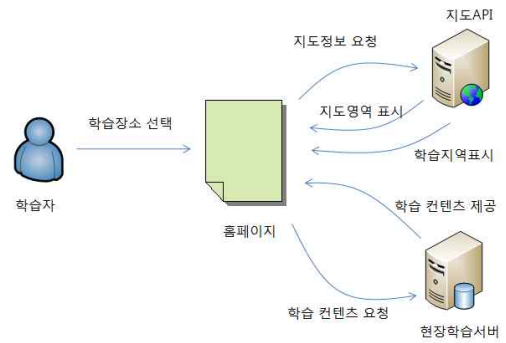 지도API
지도정보 요청
지도영역 표시
학습장소 선택
학습지역표시
학습자
학습 컨텐츠 제공
홈페이지
학습 컨텐츠 요청
현장학습서버